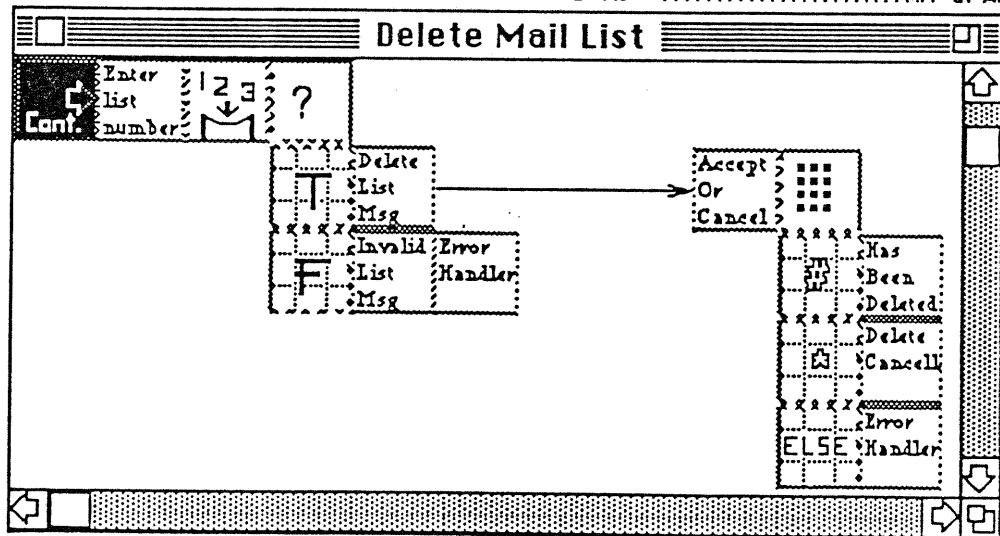 Delete Mail List
Cont.
Enter
list
number
1 2 3
?
T
Delete
List
Msg
Accept
Or
Cancel
F
Invalid
List
Msg
Error
Handler
#
Has
Been
Deleted
Delete
Cancell
ELSE
Error
Handler